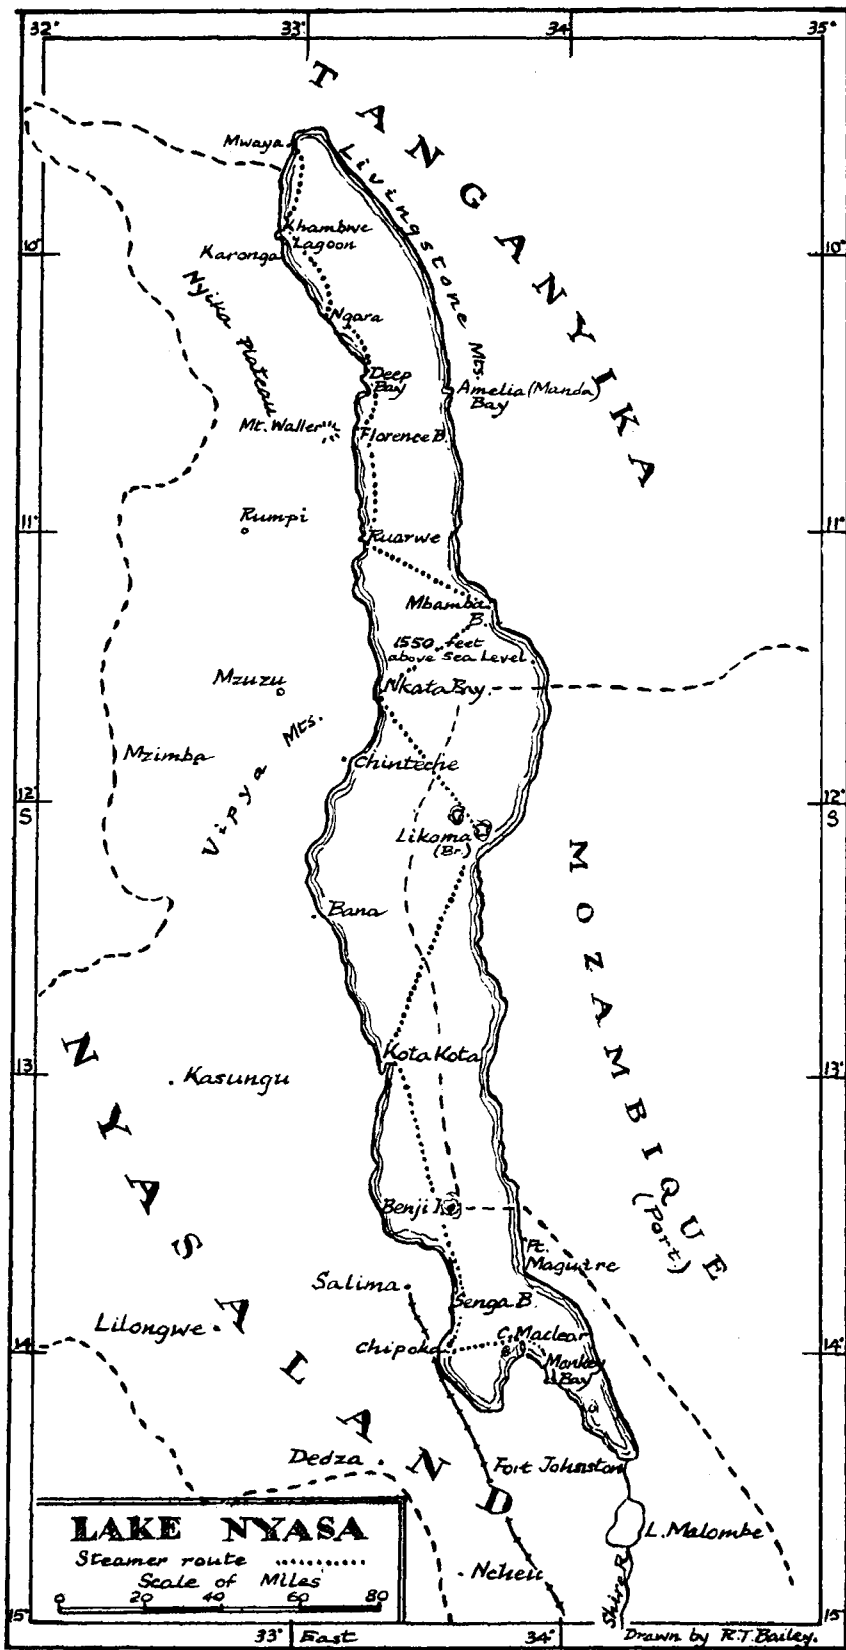 32° 33° 34° 35°
TANGANYIKA
Mwaya
Livingstone Mts.
Khambwe
Lagoon
10° 10°
Karonga
Nyika Plateau
Ngara
Deep
Bay
Amelia (Manda)
Bay
Mt. Waller
Florence B.
Rumpi
11° 11°
Ruarwe
Mbamba
B.
1550 feet
above Sea Level
Mzuzu
Nkata Bay
Vipya Mts.
Mzimba
Chinteche
12° 12°
S S
Likoma
(Br.)
MOZAMBIQUE
(Port.)
Bana
NYASALAND
Kota Kota
13° 13°
Kasungu
Benji I.
Pt.
Maguire
Salima
Senga B.
Lilongwe
Chipoka
C. Maclear
14° 14°
Monkey
Bay
Dedza
Fort Johnston
L. Malombe
LAKE NYASA
Steamer route
Scale of Miles
0 20 40 60 80
Ncheu
Shire R.
15° 15°
33° East 34°
Drawn by R.T. Bailey.